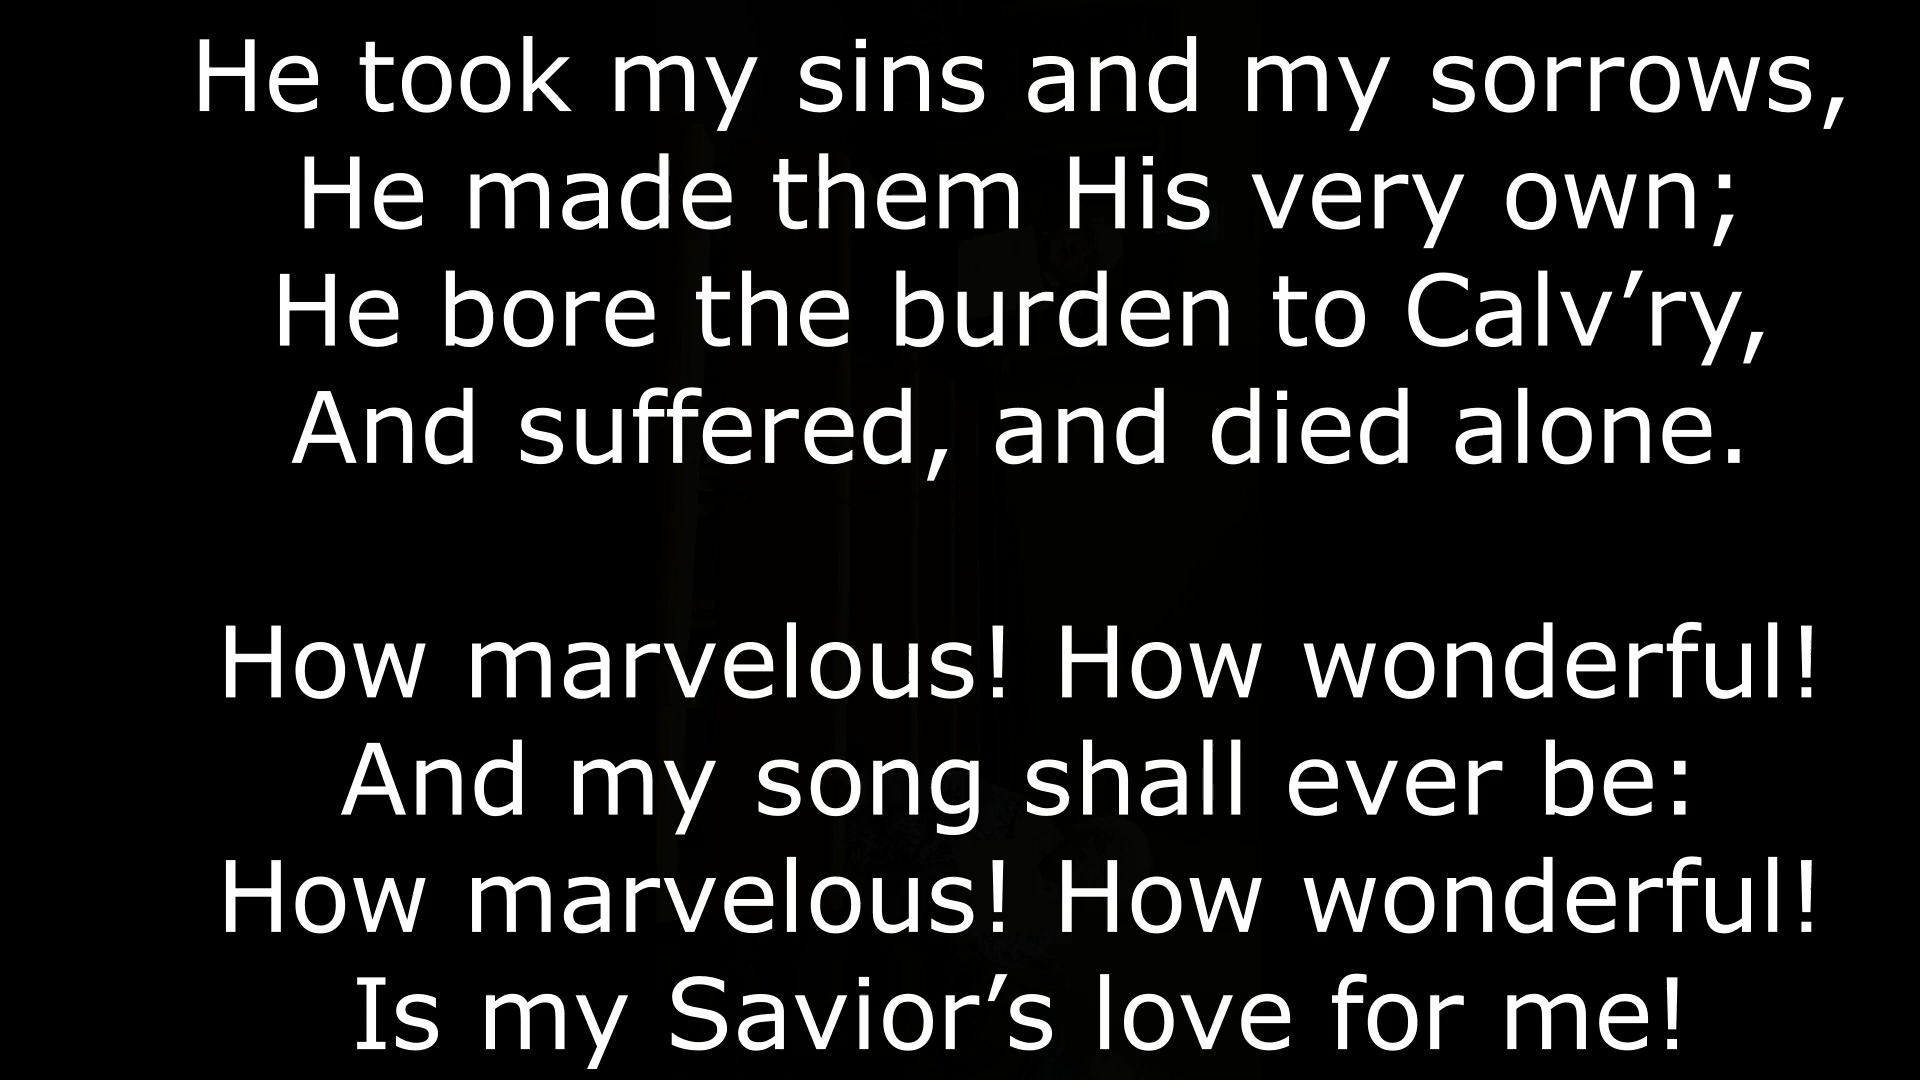 He took my sins and my sorrows,
He made them His very own;
He bore the burden to Calv’ry,
And suffered, and died alone.
How marvelous! How wonderful!
And my song shall ever be:
How marvelous! How wonderful!
Is my Savior’s love for me!